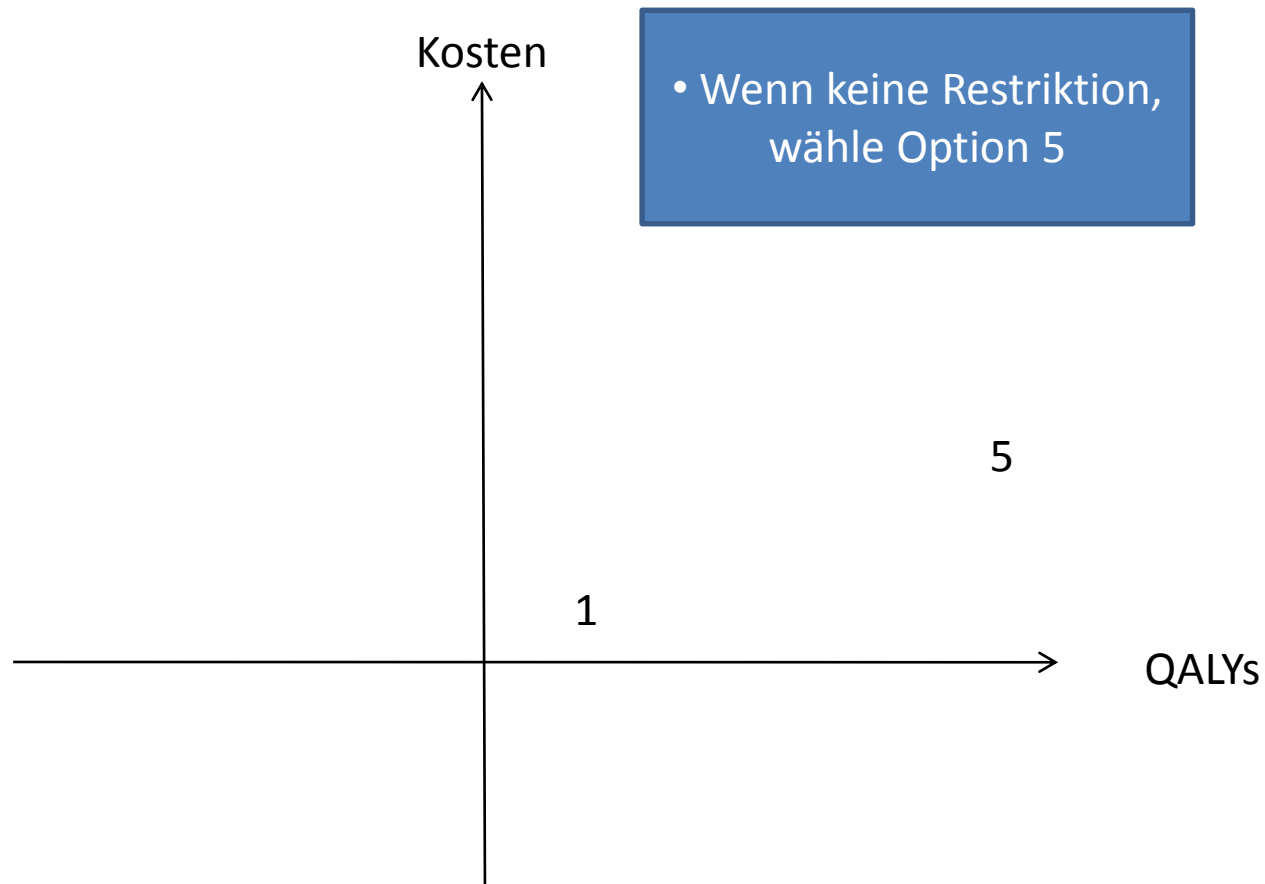 Kosten
• Wenn keine Restriktion,
wähle Option 5
5
1
QALYs